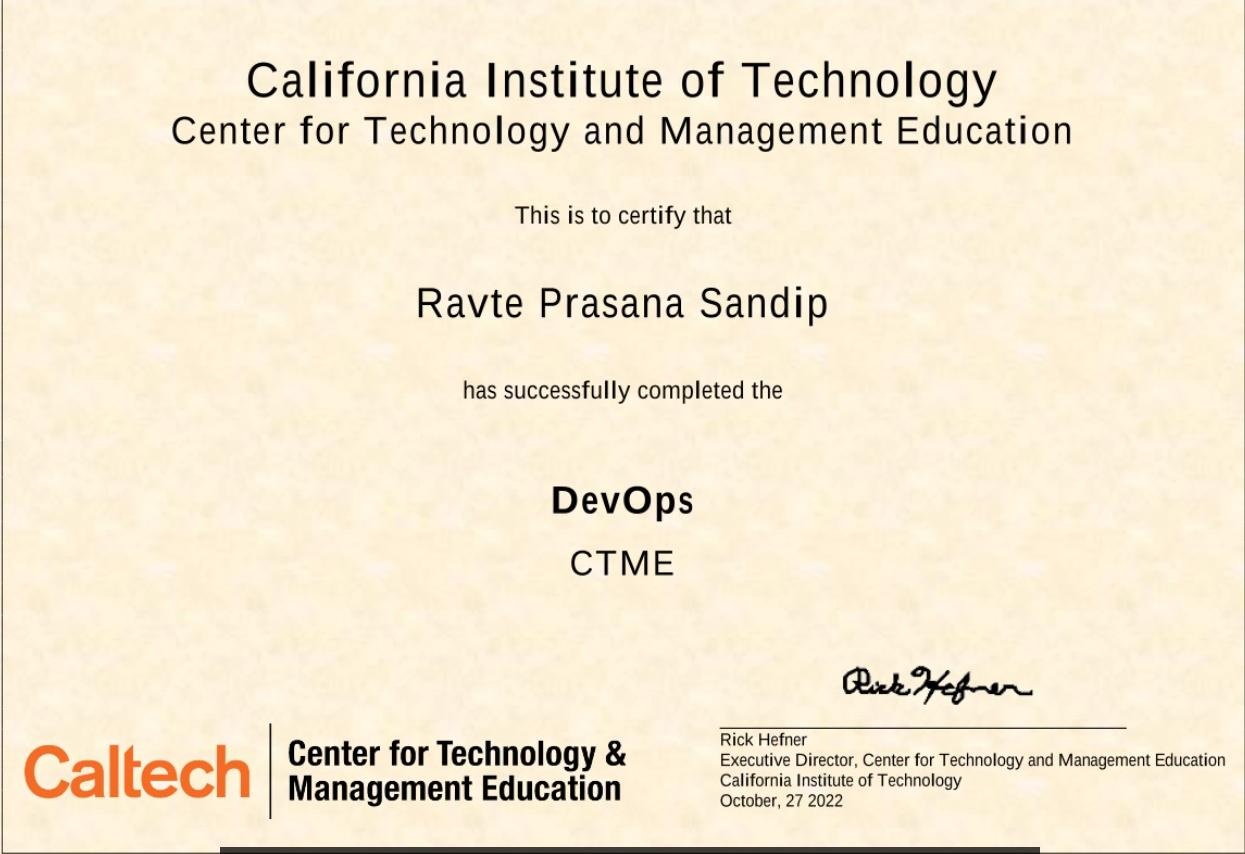 California Institute of Technology
Center for Technology and Management Education
This is to certify that
Ravte Prasana Sandip
has successfully completed the
DevOps
CTME
Rick Hefner
Caltech
Center for Technology &
Management Education
Rick Hefner
Executive Director, Center for Technology and Management Education
California Institute of Technology
October, 27 2022